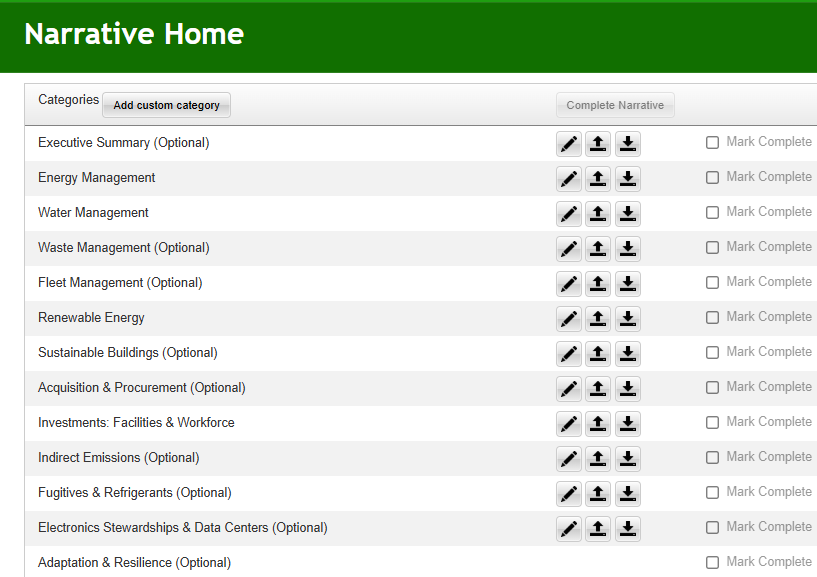 Narrative Home
Categories Add custom category Complete Narrative
Executive Summary (Optional) Mark Complete
Energy Management Mark Complete
Water Management Mark Complete
Waste Management (Optional) Mark Complete
Fleet Management (Optional) Mark Complete
Renewable Energy Mark Complete
Sustainable Buildings (Optional) Mark Complete
Acquisition & Procurement (Optional) Mark Complete
Investments: Facilities & Workforce Mark Complete
Indirect Emissions (Optional) Mark Complete
Fugitives & Refrigerants (Optional) Mark Complete
Electronics Stewardships & Data Centers (Optional) Mark Complete
Adaptation & Resilience (Optional) Mark Complete